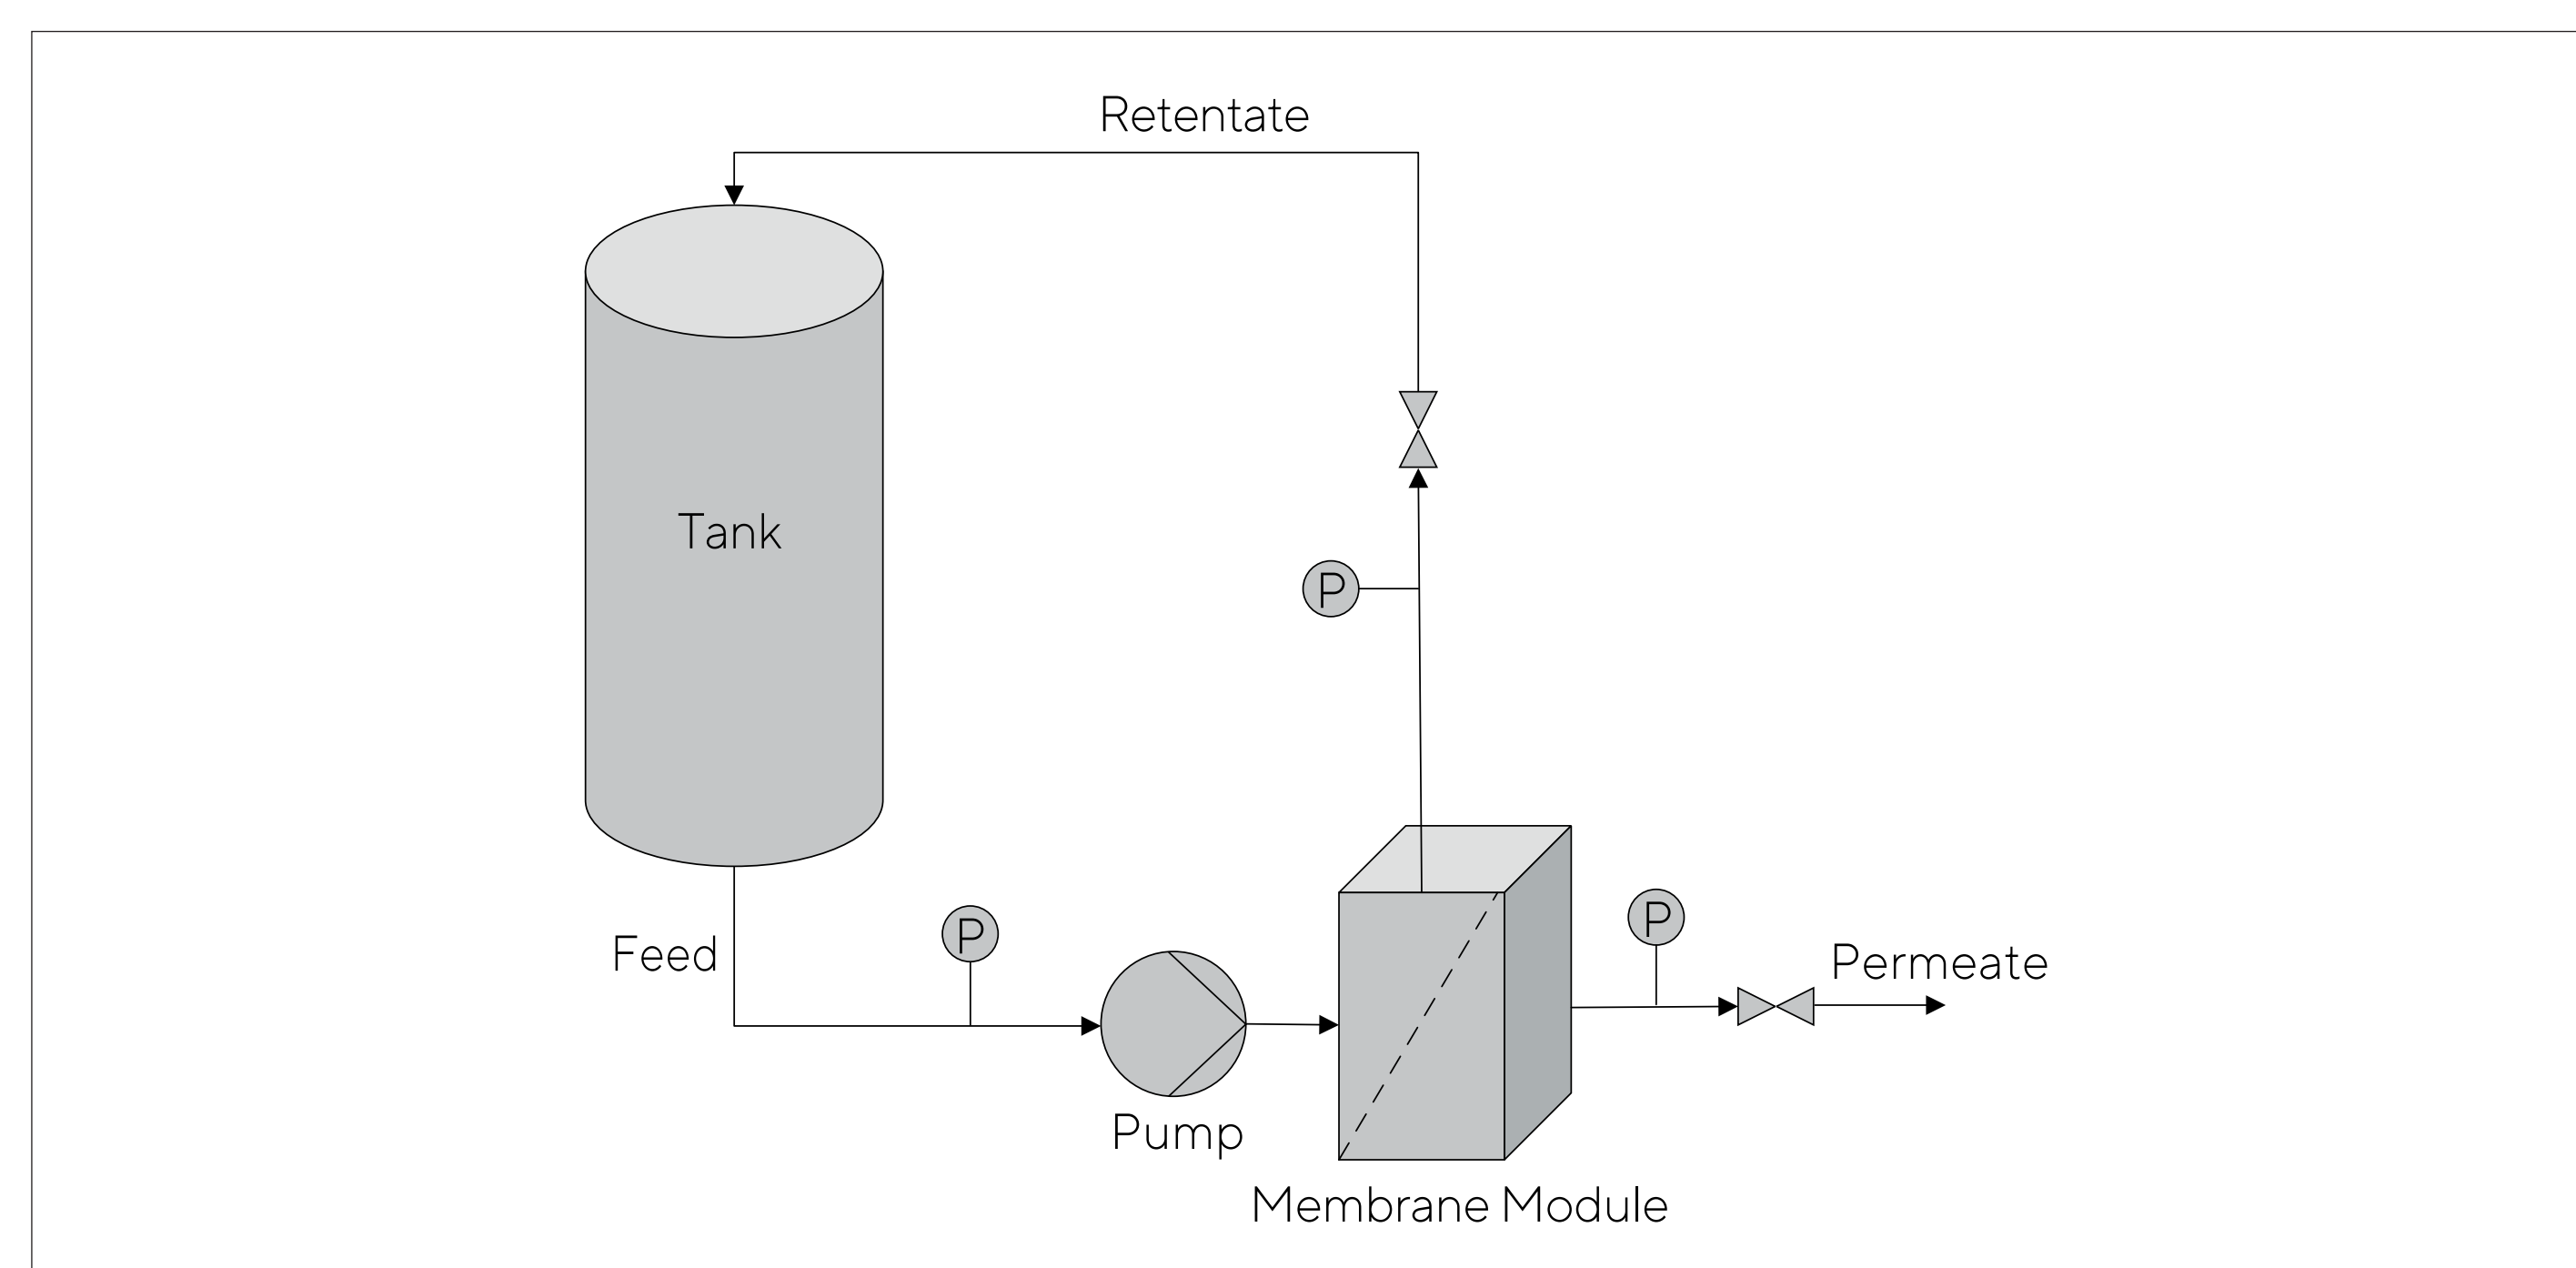 Retentate
Tank
P
P
P
Feed
Permeate
Pump
Membrane Module